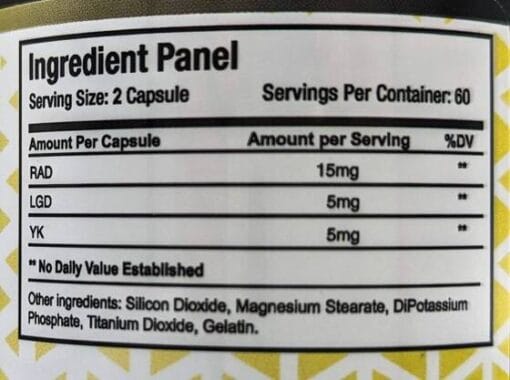 Ingredient Panel
Serving Size: 2 Capsule Servings Per Container: 60
Amount Per Capsule Amount per Serving %DV
RAD 15mg **
LGD 5mg **
YK 5mg **
** No Daily Value Established
Other ingredients: Silicon Dioxide, Magnesium Stearate, DiPotassium
Phosphate, Titanium Dioxide, Gelatin.